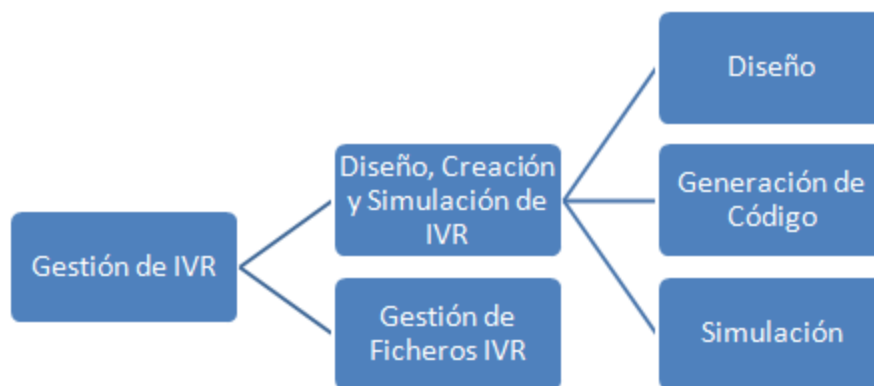 Gestión de IVR
Diseño, Creación
y Simulación de
IVR
Gestión de
Ficheros IVR
Diseño
Generación de
Código
Simulación